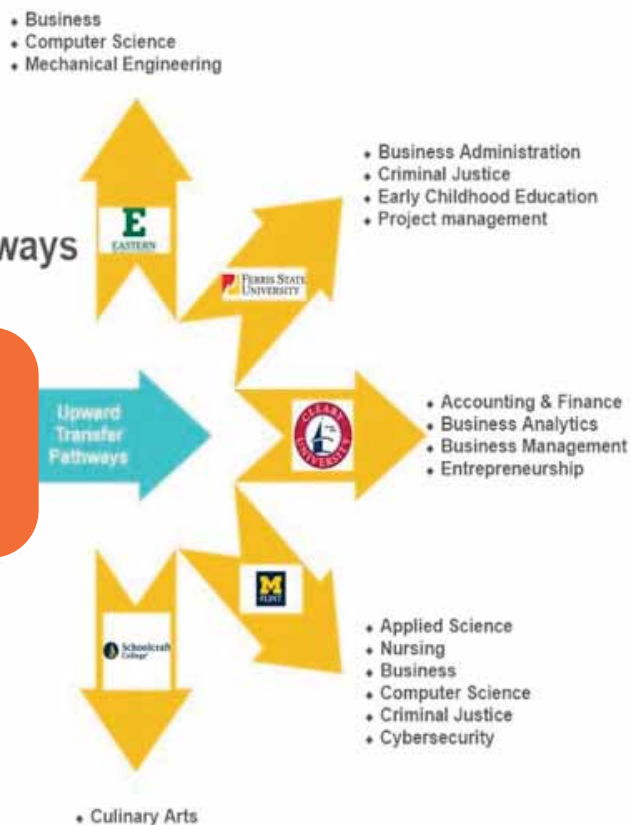 • Business
• Computer Science
• Mechanical Engineering
E
EASTERN
• Business Administration
• Criminal Justice
• Early Childhood Education
• Project management
ways
FERRIS STATE
UNIVERSITY
Upward
Transfer
Pathways
CLEARY
UNIVERSITY
• Accounting & Finance
• Business Analytics
• Business Management
• Entrepreneurship
M
FLINT
Schoolcraft
College
• Applied Science
• Nursing
• Business
• Computer Science
• Criminal Justice
• Cybersecurity
• Culinary Arts